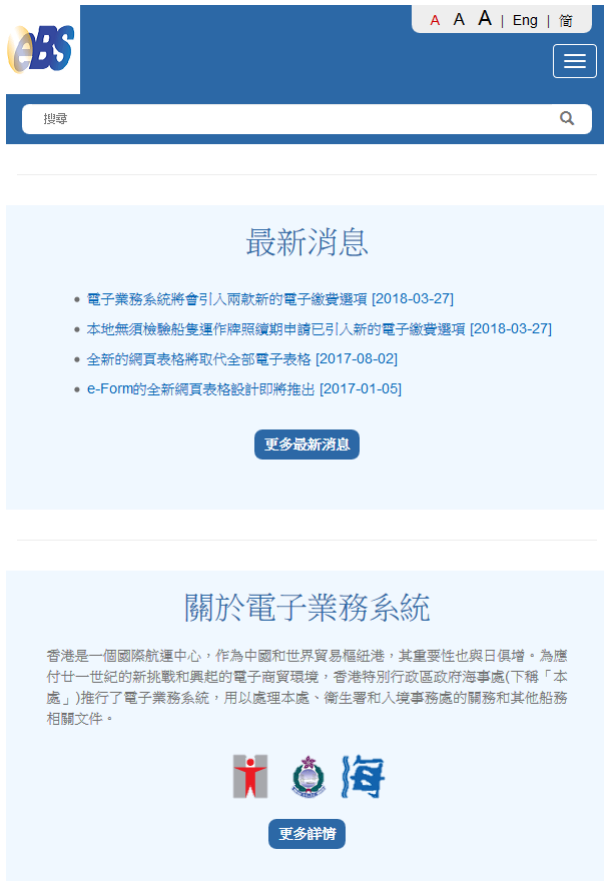 eBS
A A A | Eng | 简
搜尋
最新消息
電子業務系統將會引入兩款新的電子繳費選項 [2018-03-27]
本地無須檢驗船隻運作牌照續期申請已引入新的電子繳費選項 [2018-03-27]
全新的網頁表格將取代全部電子表格 [2017-08-02]
e-Form的全新網頁表格設計即將推出 [2017-01-05]
更多最新消息
關於電子業務系統
香港是一個國際航運中心，作為中國和世界貿易樞紐港，其重要性也與日俱增。為應
付廿一世紀的新挑戰和興起的電子商貿環境，香港特別行政區政府海事處(下稱「本
處」)推行了電子業務系統，用以處理本處、衞生署和入境事務處的關務和其他船務
相關文件。
海
更多詳情